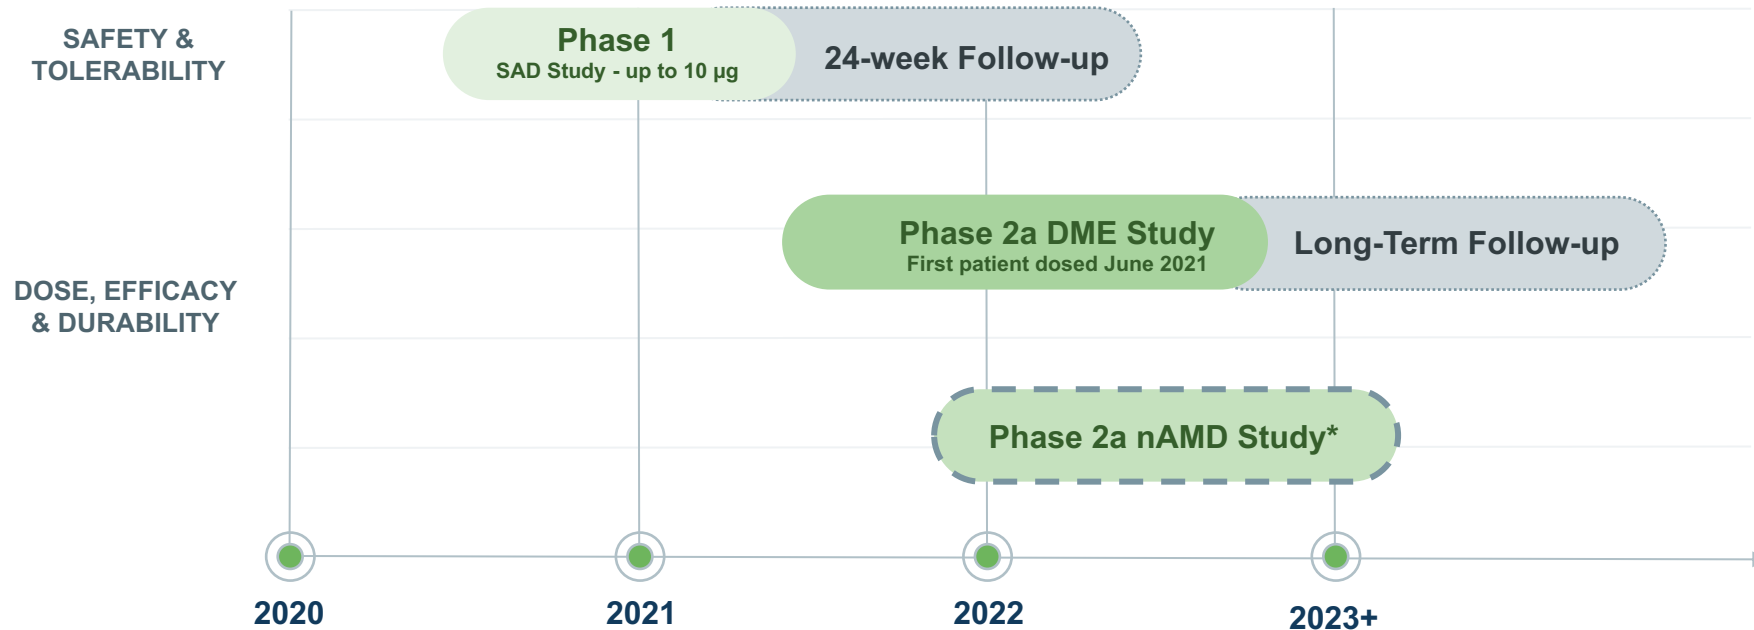 SAFETY &
TOLERABILITY
Phase 1
SAD Study - up to 10 µg
24-week Follow-up
DOSE, EFFICACY
& DURABILITY
Phase 2a DME Study
First patient dosed June 2021
Long-Term Follow-up
Phase 2a nAMD Study*
2020
2021
2022
2023+